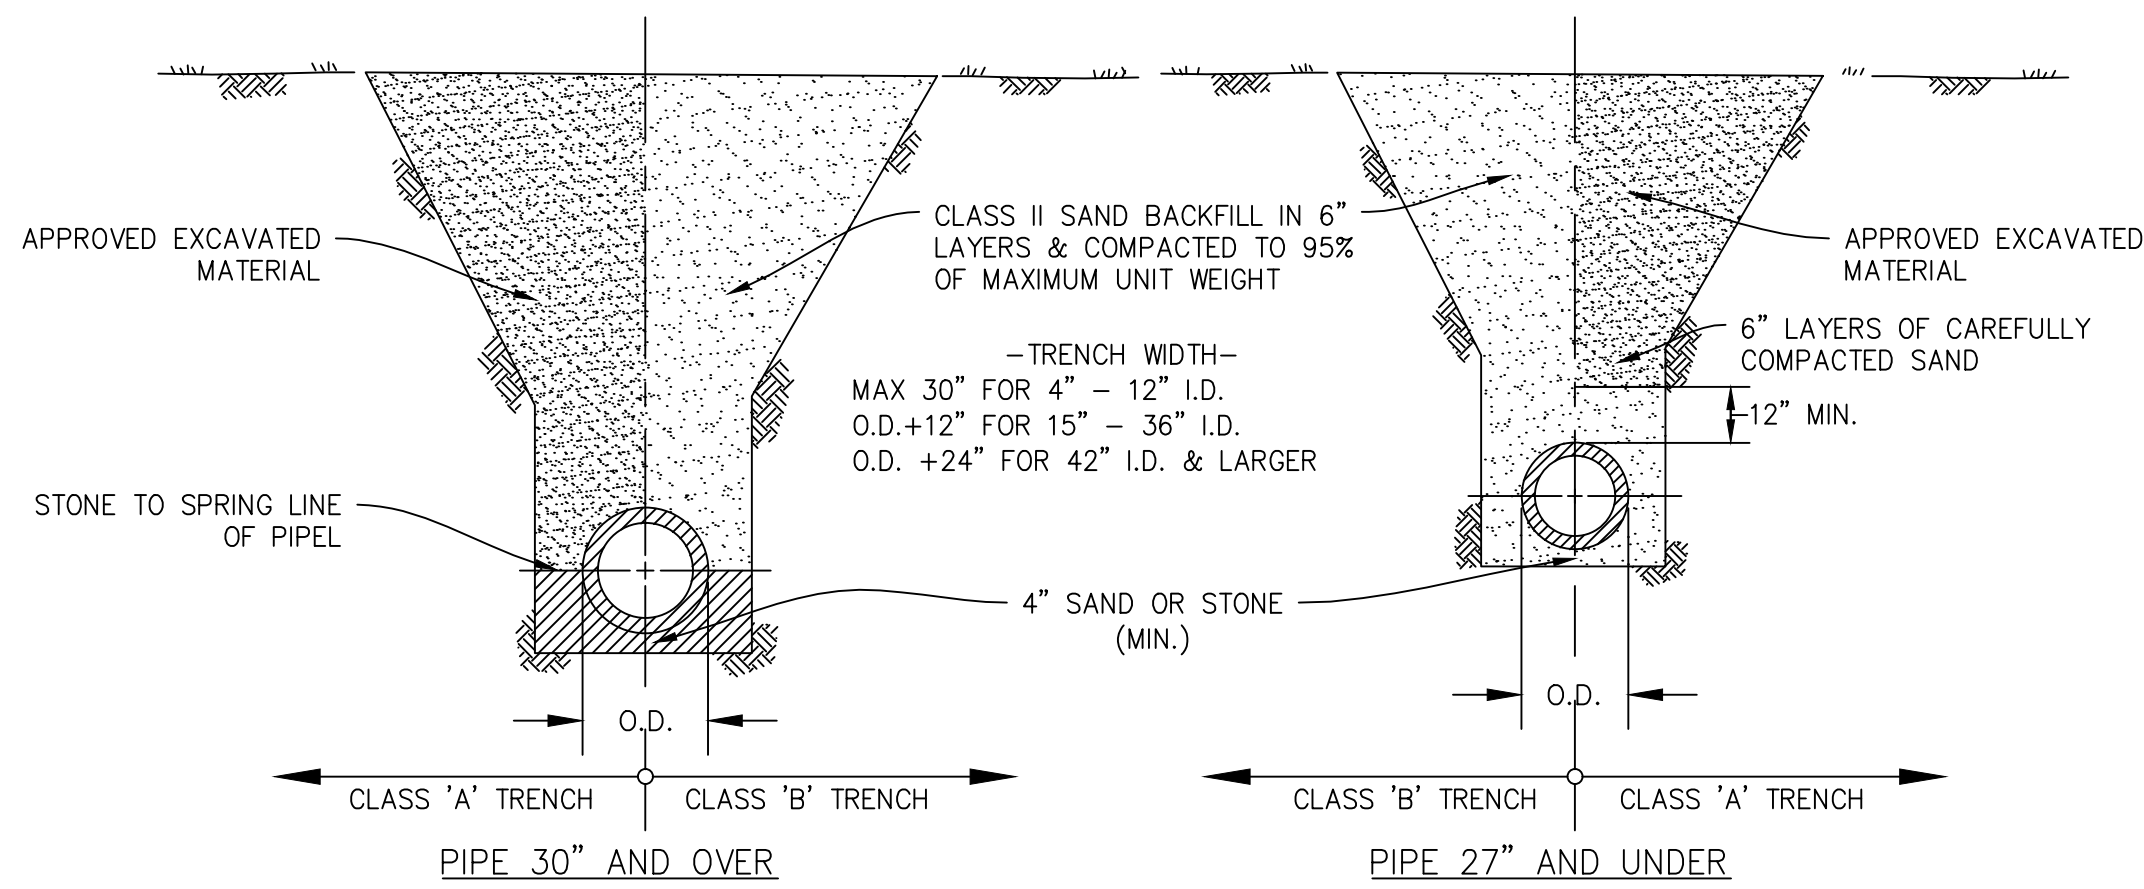 APPROVED EXCAVATED
MATERIAL
CLASS II SAND BACKFILL IN 6"
LAYERS & COMPACTED TO 95%
OF MAXIMUM UNIT WEIGHT
APPROVED EXCAVATED
MATERIAL
6" LAYERS OF CAREFULLY
COMPACTED SAND
-TRENCH WIDTH-
MAX 30" FOR 4" - 12" I.D.
O.D.+12" FOR 15" - 36" I.D.
O.D. +24" FOR 42" I.D. & LARGER
12" MIN.
STONE TO SPRING LINE
OF PIPEL
4" SAND OR STONE
(MIN.)
O.D.
O.D.
CLASS 'A' TRENCH
CLASS 'B' TRENCH
PIPE 30" AND OVER
CLASS 'B' TRENCH
CLASS 'A' TRENCH
PIPE 27" AND UNDER